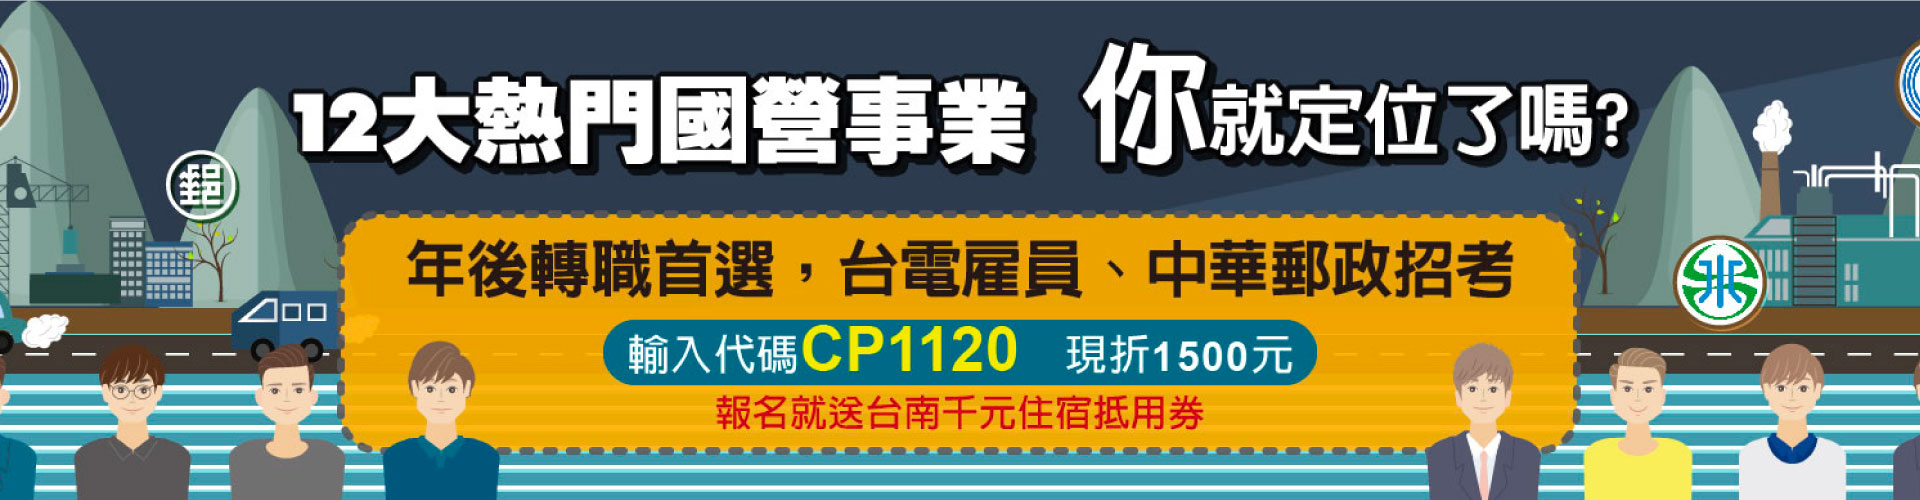 12大熱門國營事業 你就定位了嗎?
郵
年後轉職首選，台電雇員、中華郵政招考
水
輸入代碼CP1120 現折1500元
報名就送台南千元住宿抵用券